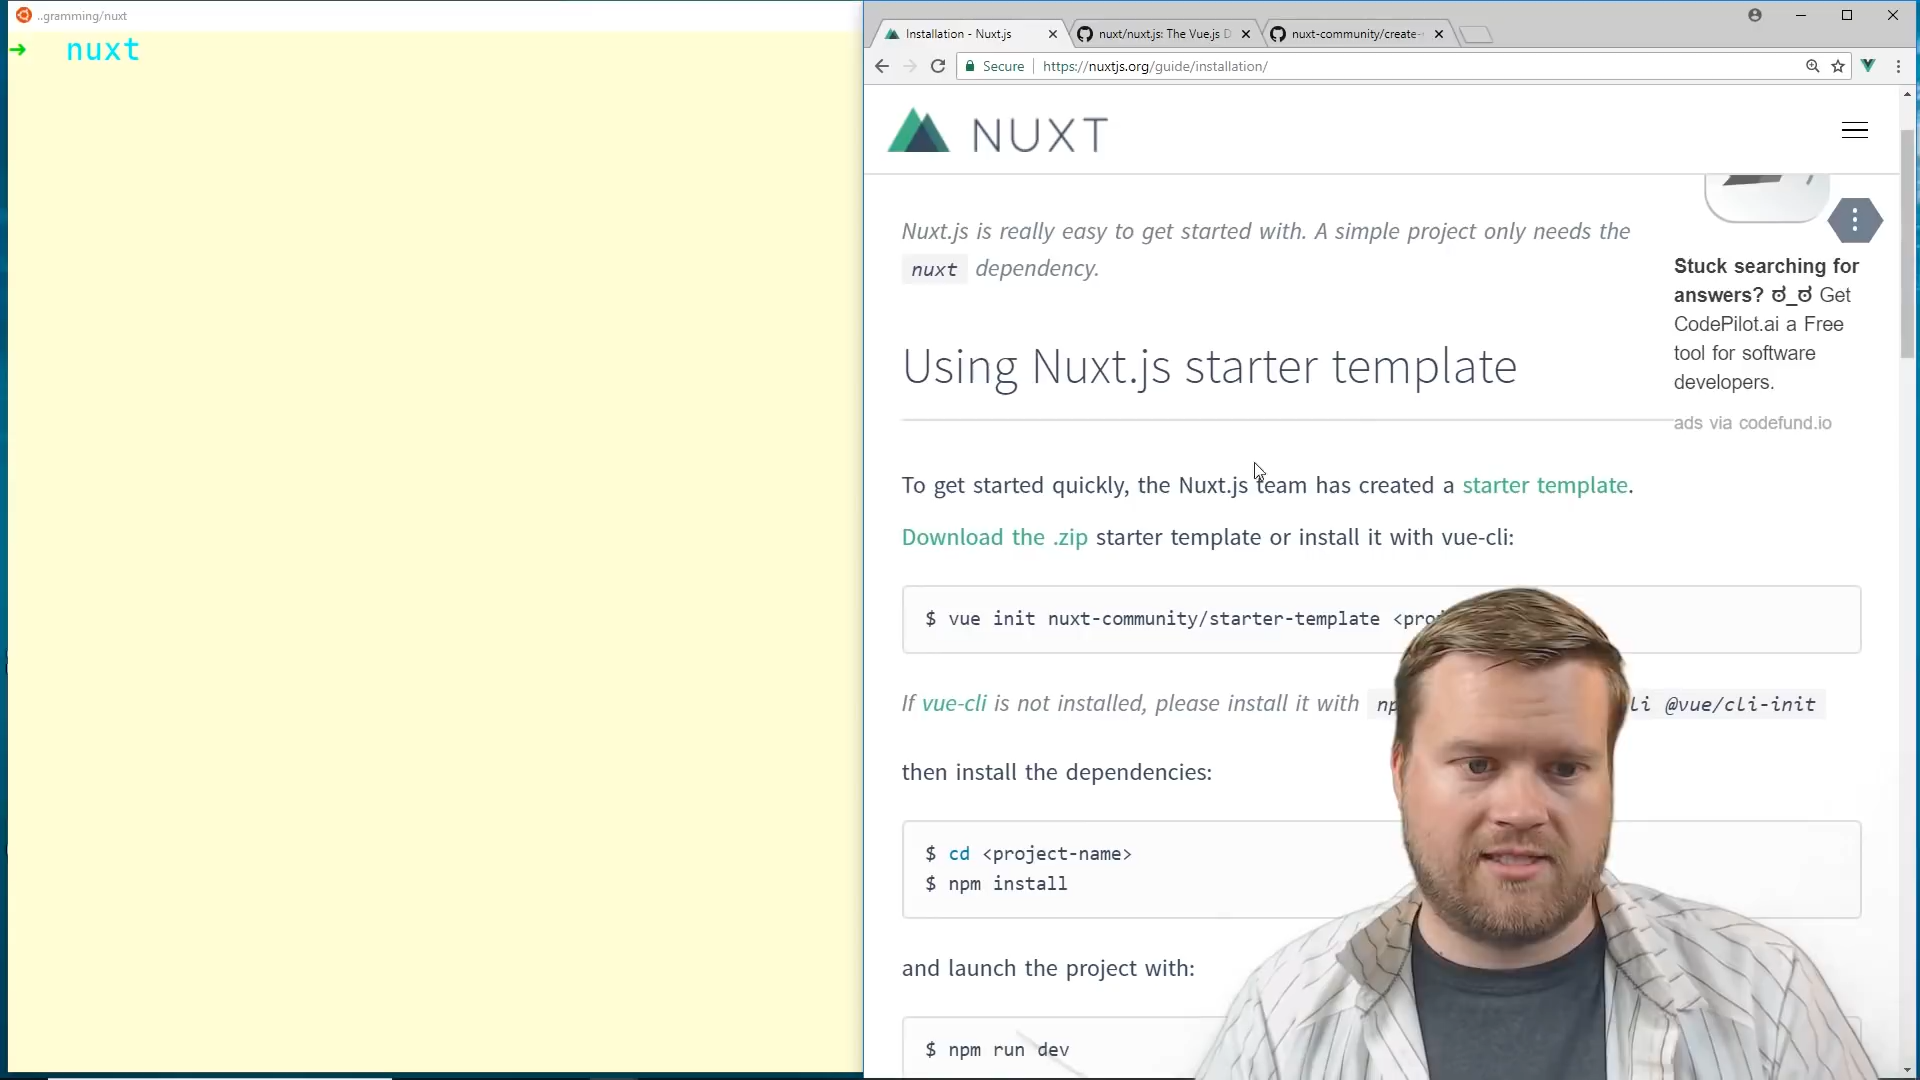 ..gramming/nuxt
➜ nuxt
Installation - Nuxt.js
nuxt/nuxt.js: The Vue.js D
nuxt-community/create-
Secure
https://nuxtjs.org/guide/installation/
NUXT
Nuxt.js is really easy to get started with. A simple project only needs the
nuxt dependency.
Stuck searching for
answers? ಠ_ಠ Get
CodePilot.ai a Free
tool for software
developers.
ads via codefund.io
Using Nuxt.js starter template
To get started quickly, the Nuxt.js team has created a starter template.
Download the .zip starter template or install it with vue-cli:
$ vue init nuxt-community/starter-template
If vue-cli is not installed, please install it with @vue/cli-init
then install the dependencies:
$ cd <project-name>
$ npm install
and launch the project with:
$ npm run dev